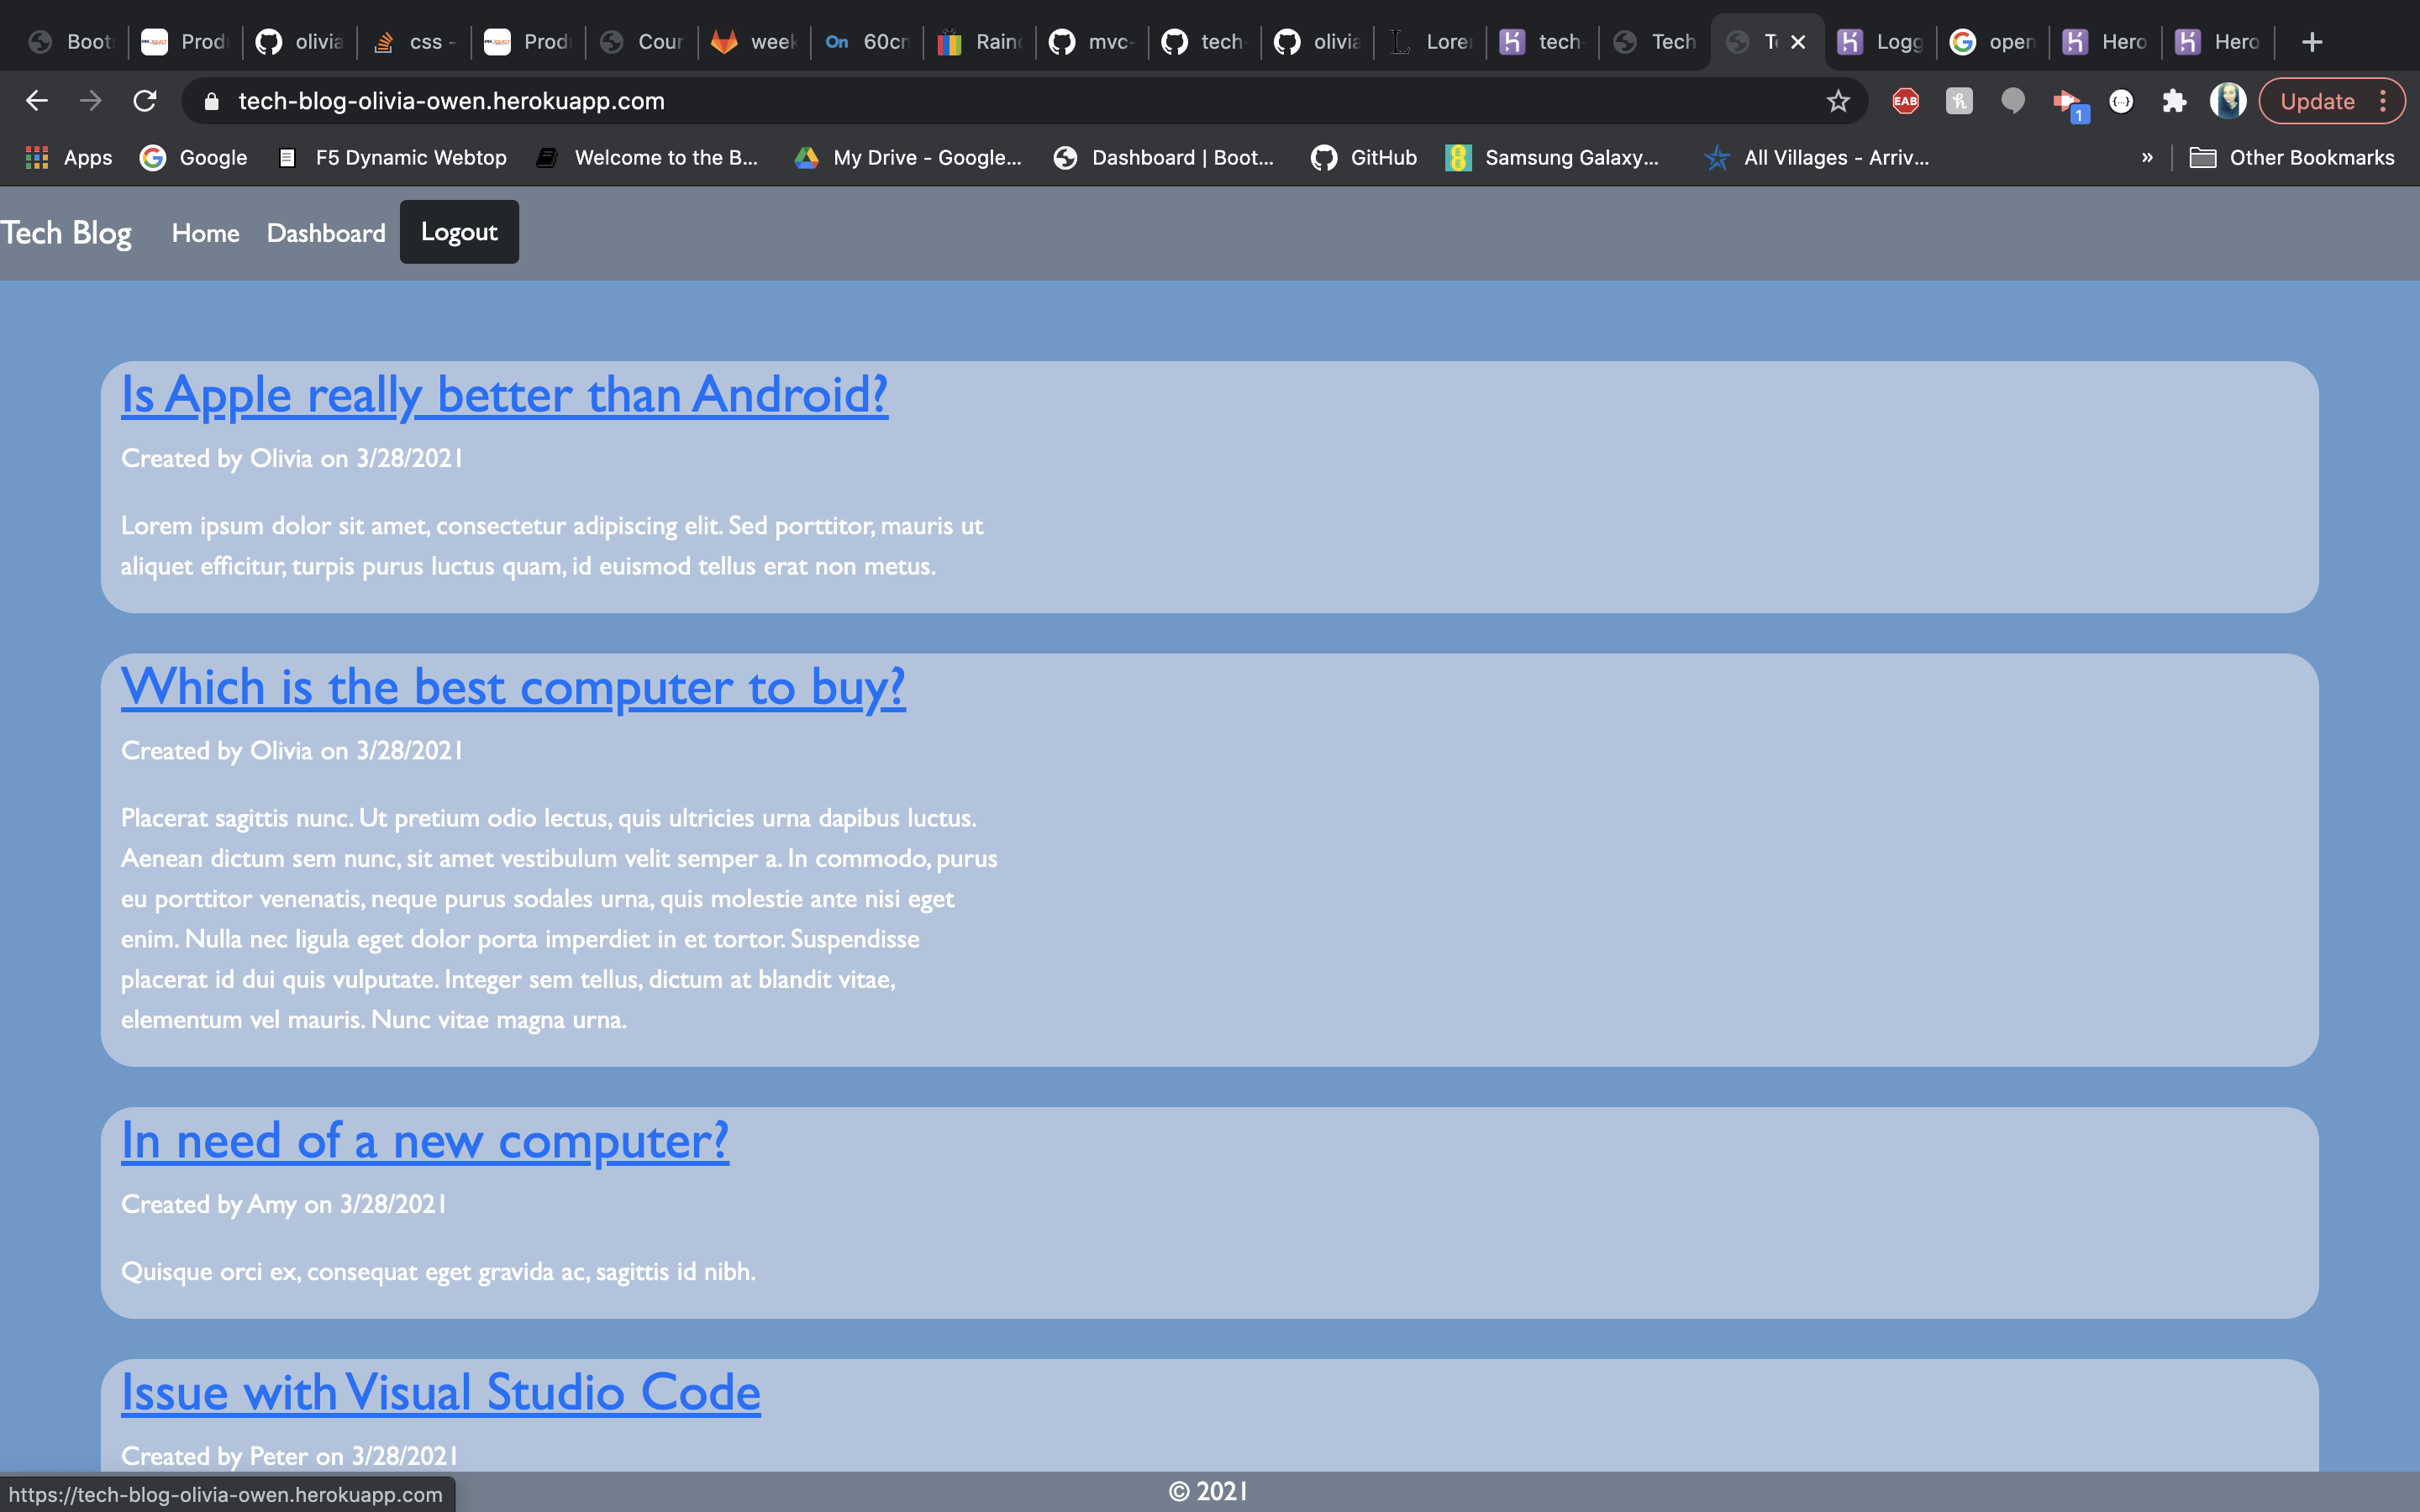 Boots Prod olivia css - Prod Cour week On 60cm Rain mvc- tech- olivia Lore tech- Tech Te Logg open Hero Hero
tech-blog-olivia-owen.herokuapp.com EAB 1 Update
Apps Google F5 Dynamic Webtop Welcome to the B... My Drive - Google... Dashboard | Boot... GitHub Samsung Galaxy... All Villages - Arriv... » Other Bookmarks
Tech Blog Home Dashboard Logout
Is Apple really better than Android?
Created by Olivia on 3/28/2021
Lorem ipsum dolor sit amet, consectetur adipiscing elit. Sed porttitor, mauris ut
aliquet efficitur, turpis purus luctus quam, id euismod tellus erat non metus.
Which is the best computer to buy?
Created by Olivia on 3/28/2021
Placerat sagittis nunc. Ut pretium odio lectus, quis ultricies urna dapibus luctus.
Aenean dictum sem nunc, sit amet vestibulum velit semper a. In commodo, purus
eu porttitor venenatis, neque purus sodales urna, quis molestie ante nisi eget
enim. Nulla nec ligula eget dolor porta imperdiet in et tortor. Suspendisse
placerat id dui quis vulputate. Integer sem tellus, dictum at blandit vitae,
elementum vel mauris. Nunc vitae magna urna.
In need of a new computer?
Created by Amy on 3/28/2021
Quisque orci ex, consequat eget gravida ac, sagittis id nibh.
Issue with Visual Studio Code
Created by Peter on 3/28/2021
© 2021
https://tech-blog-olivia-owen.herokuapp.com